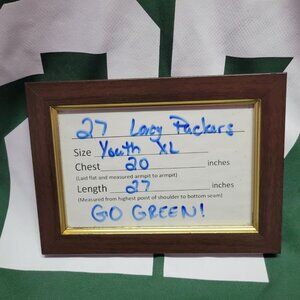 27 Lacy Packers
Size Youth XL
Chest 20 inches
(Laid flat and measured armpit to armpit)
Length 27 inches
(Measured from highest point of shoulder to bottom seam)
GO GREEN!